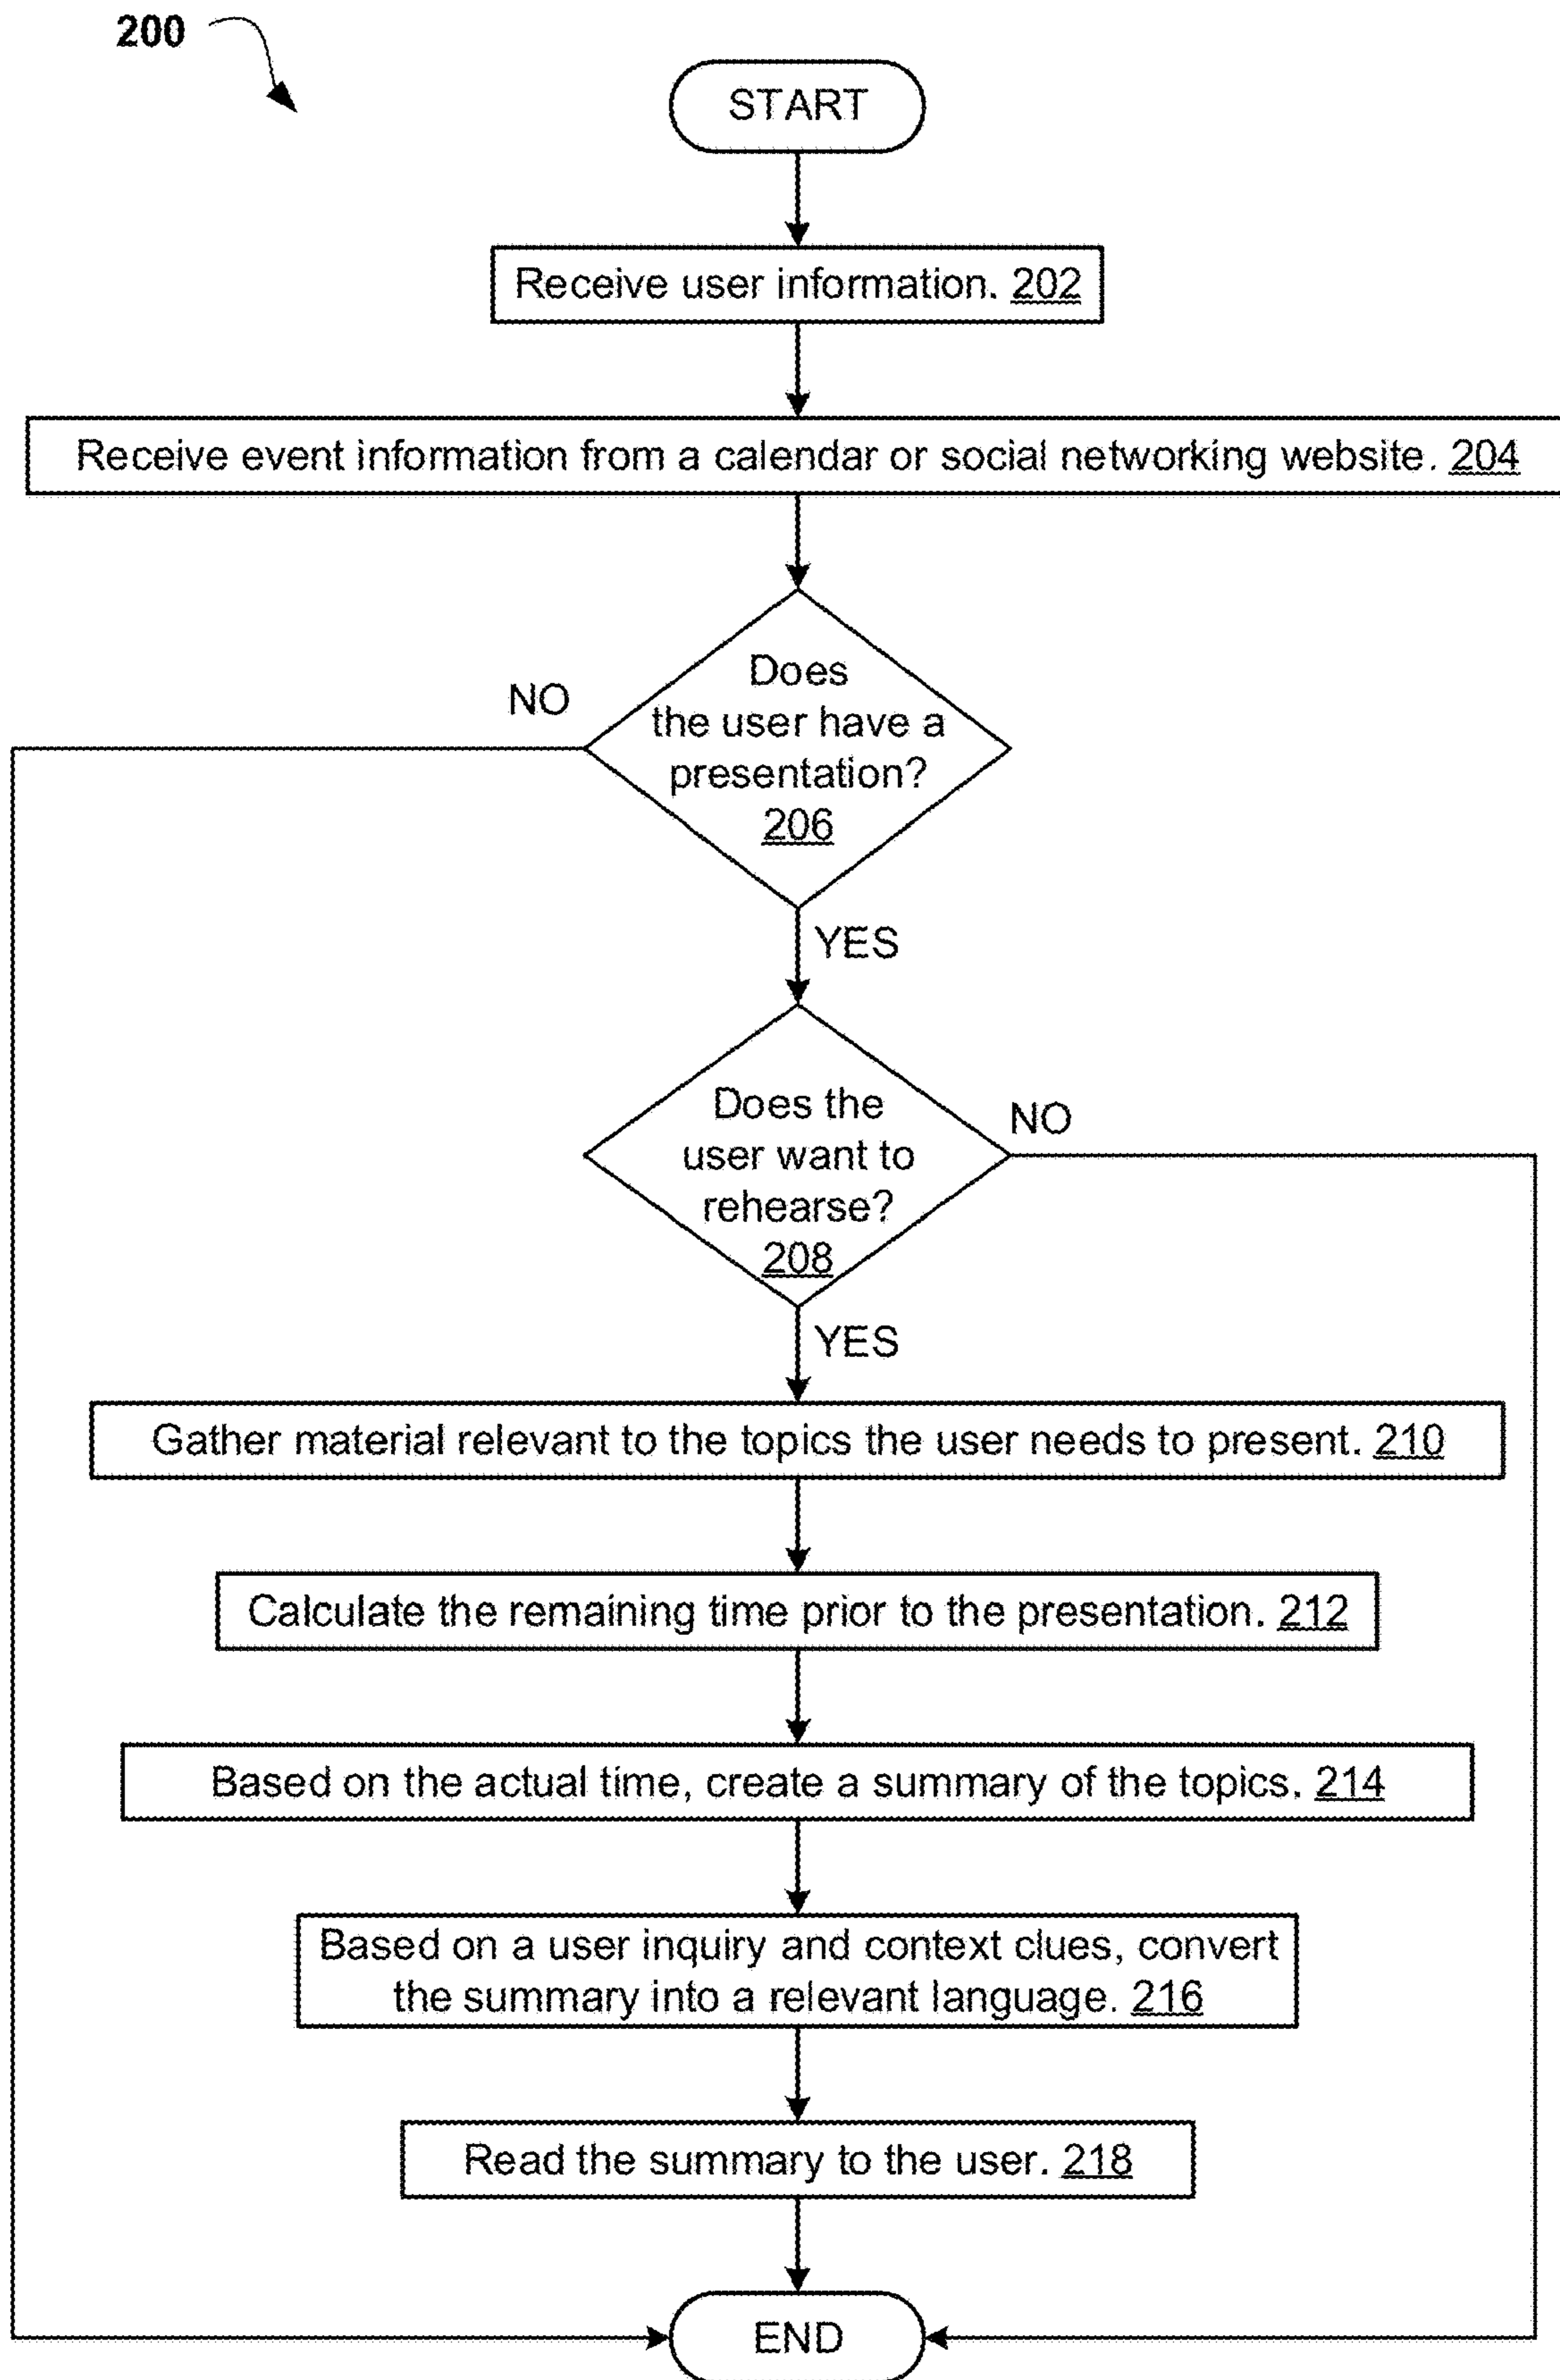 200
START
Receive user information. 202
Receive event information from a calendar or social networking website. 204
Does
the user have a
presentation?
206
NO
YES
Does the
user want to
rehearse?
208
NO
YES
Gather material relevant to the topics the user needs to present. 210
Calculate the remaining time prior to the presentation. 212
Based on the actual time, create a summary of the topics. 214
Based on a user inquiry and context clues, convert
the summary into a relevant language. 216
Read the summary to the user. 218
END